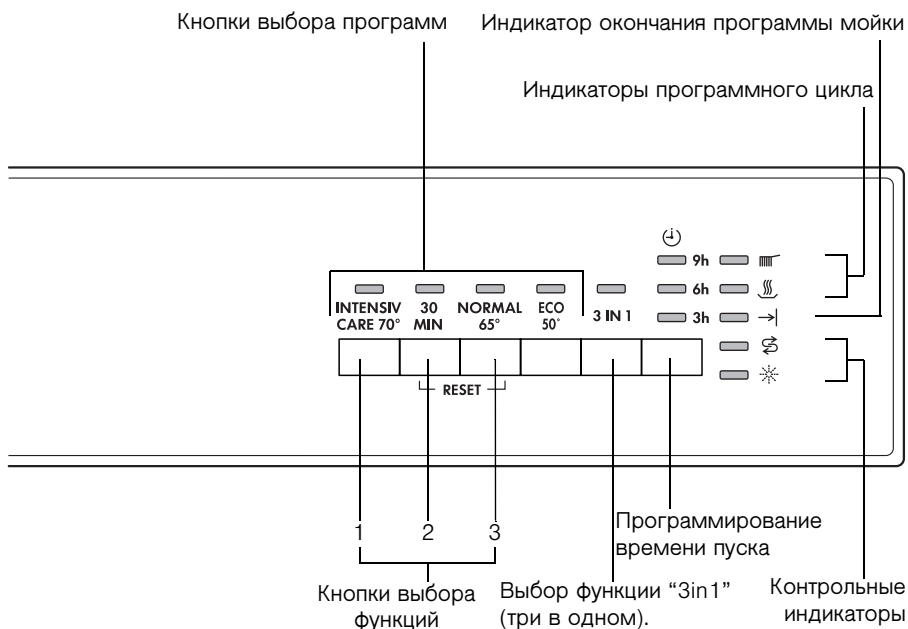 Кнопки выбора программ
Индикатор окончания программы мойки
Индикаторы программного цикла
9h
INTENSIV
CARE 70°
30
MIN
NORMAL
65°
ECO
50°
3 IN 1
6h
3h
RESET
1 2 3
Кнопки выбора
функций
Выбор функции “3in1”
(три в одном).
Программирование
времени пуска
Контрольные
индикаторы